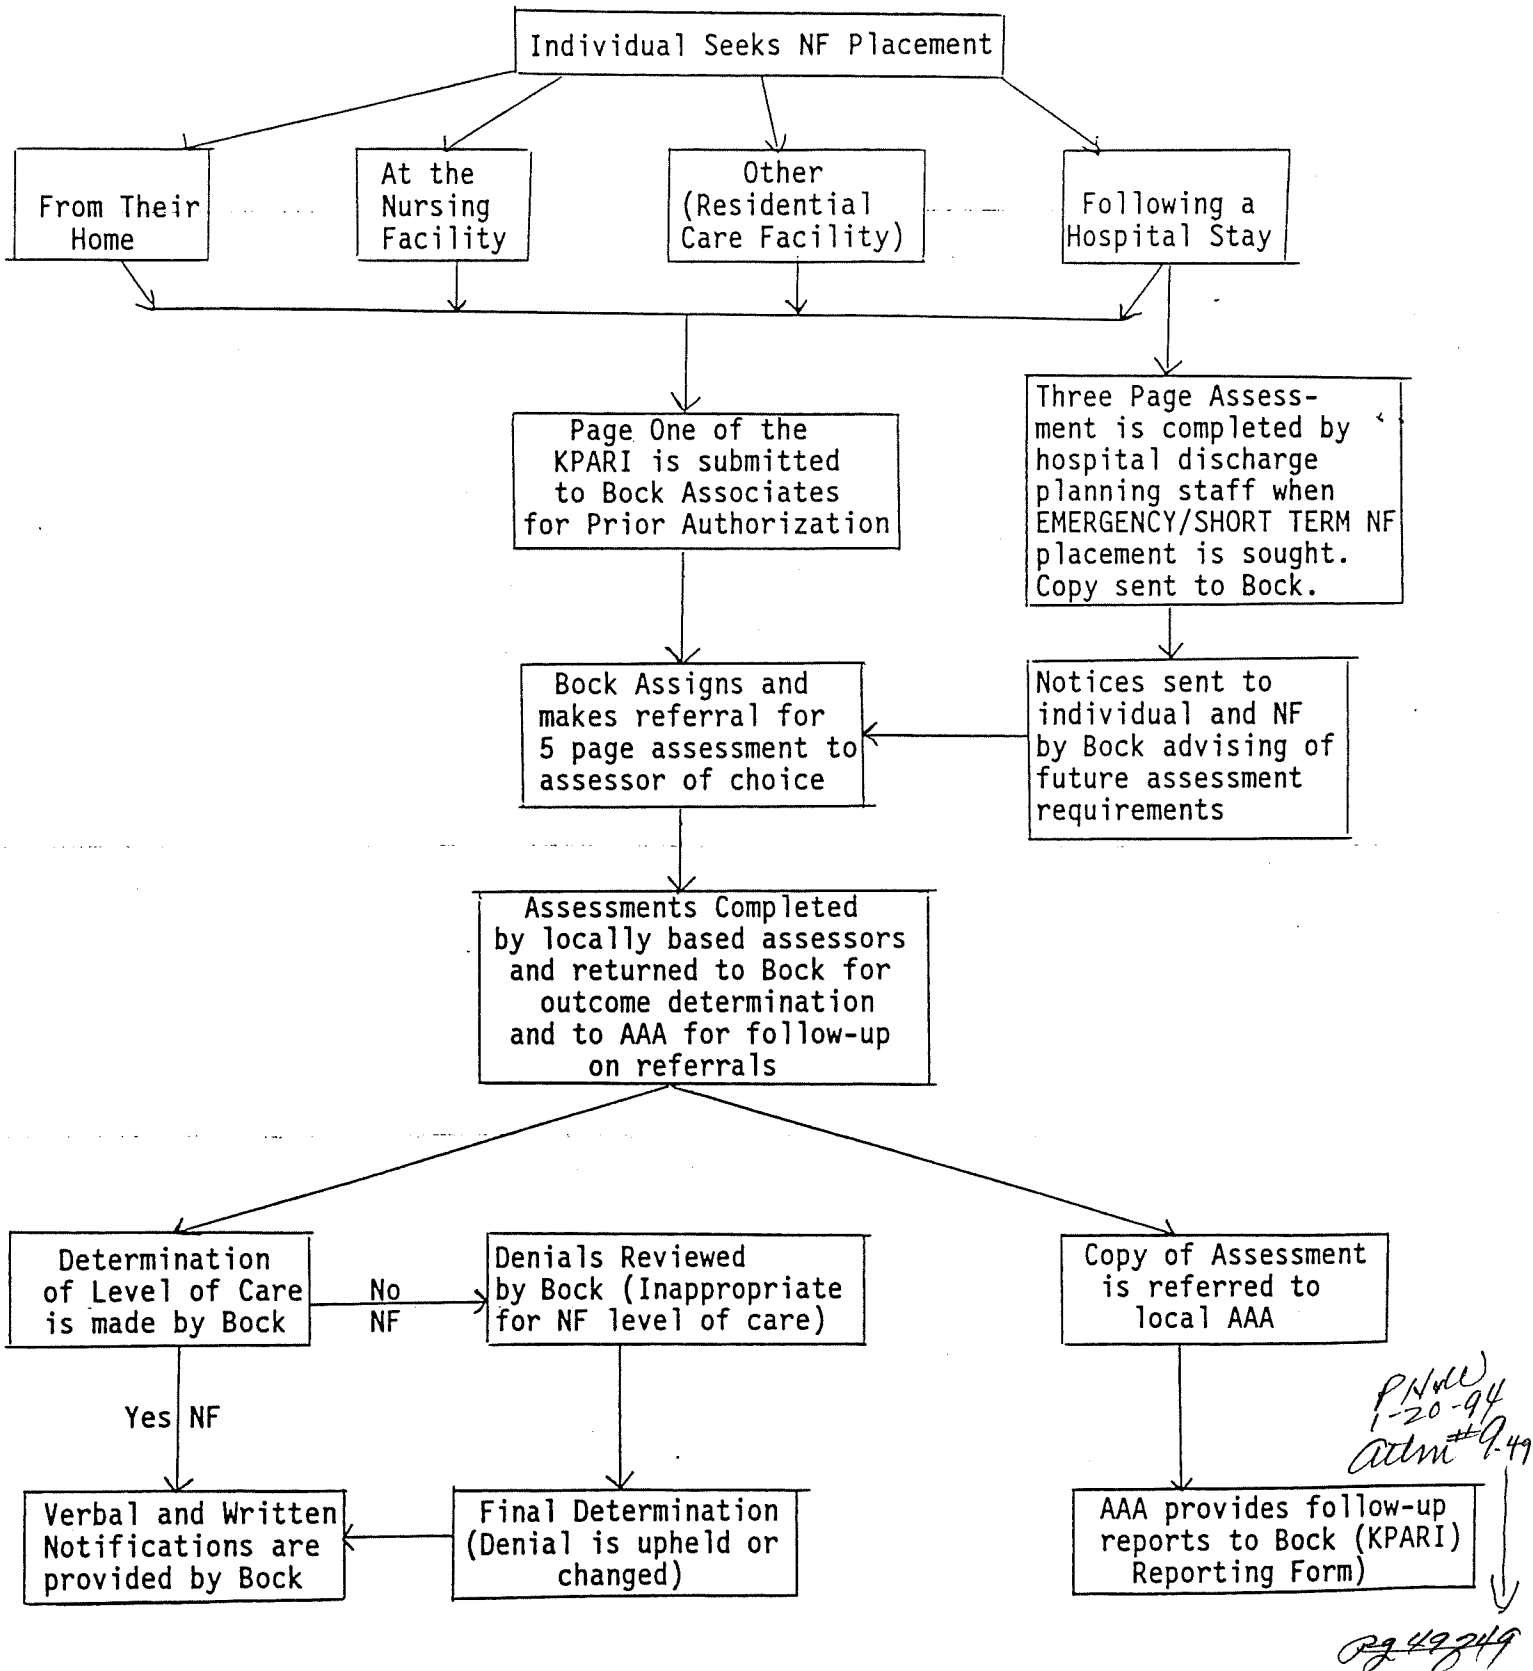 Individual Seeks NF Placement
From Their
Home
At the
Nursing
Facility
Other
(Residential
Care Facility)
Following a
Hospital Stay
Page One of the
KPARI is submitted
to Bock Associates
for Prior Authorization
Three Page Assess-
ment is completed by
hospital discharge
planning staff when
EMERGENCY/SHORT TERM NF
placement is sought.
Copy sent to Bock.
Bock Assigns and
makes referral for
5 page assessment to
assessor of choice
Notices sent to
individual and NF
by Bock advising of
future assessment
requirements
Assessments Completed
by locally based assessors
and returned to Bock for
outcome determination
and to AAA for follow-up
on referrals
Determination
of Level of Care
is made by Bock
No
NF
Denials Reviewed
by Bock (Inappropriate
for NF level of care)
Copy of Assessment
is referred to
local AAA
Yes NF
Verbal and Written
Notifications are
provided by Bock
Final Determination
(Denial is upheld or
changed)
AAA provides follow-up
reports to Bock (KPARI)
Reporting Form)
1-20-94
#9-49